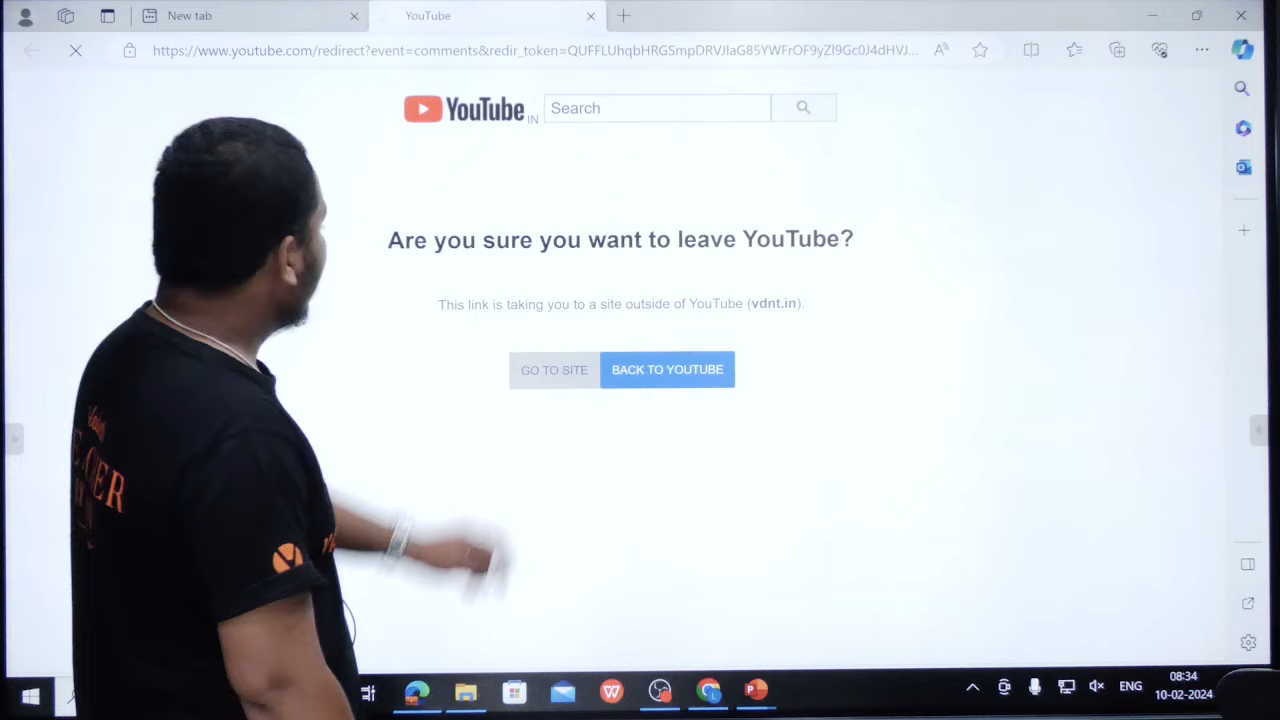 New tab
YouTube
https://www.youtube.com/redirect?event=comments&redir_token=
YouTube IN
Search
Are you sure you want to leave YouTube?
This link is taking you to a site outside of YouTube (vdnt.in).
GO TO SITE
BACK TO YOUTUBE
ENG
08:34
10-02-2024